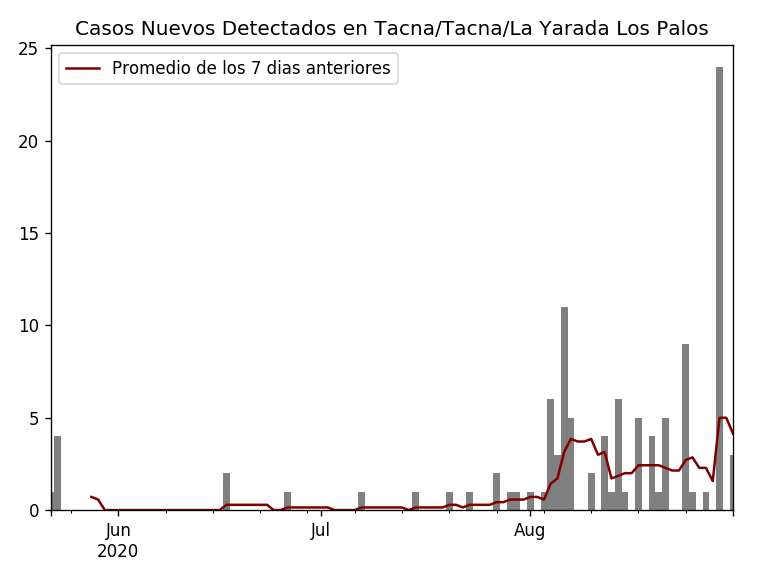 Casos Nuevos Detectados en Tacna/Tacna/La Yarada Los Palos
Promedio de los 7 dias anteriores
25
20
15
10
5
0
Jun Jul Aug
2020